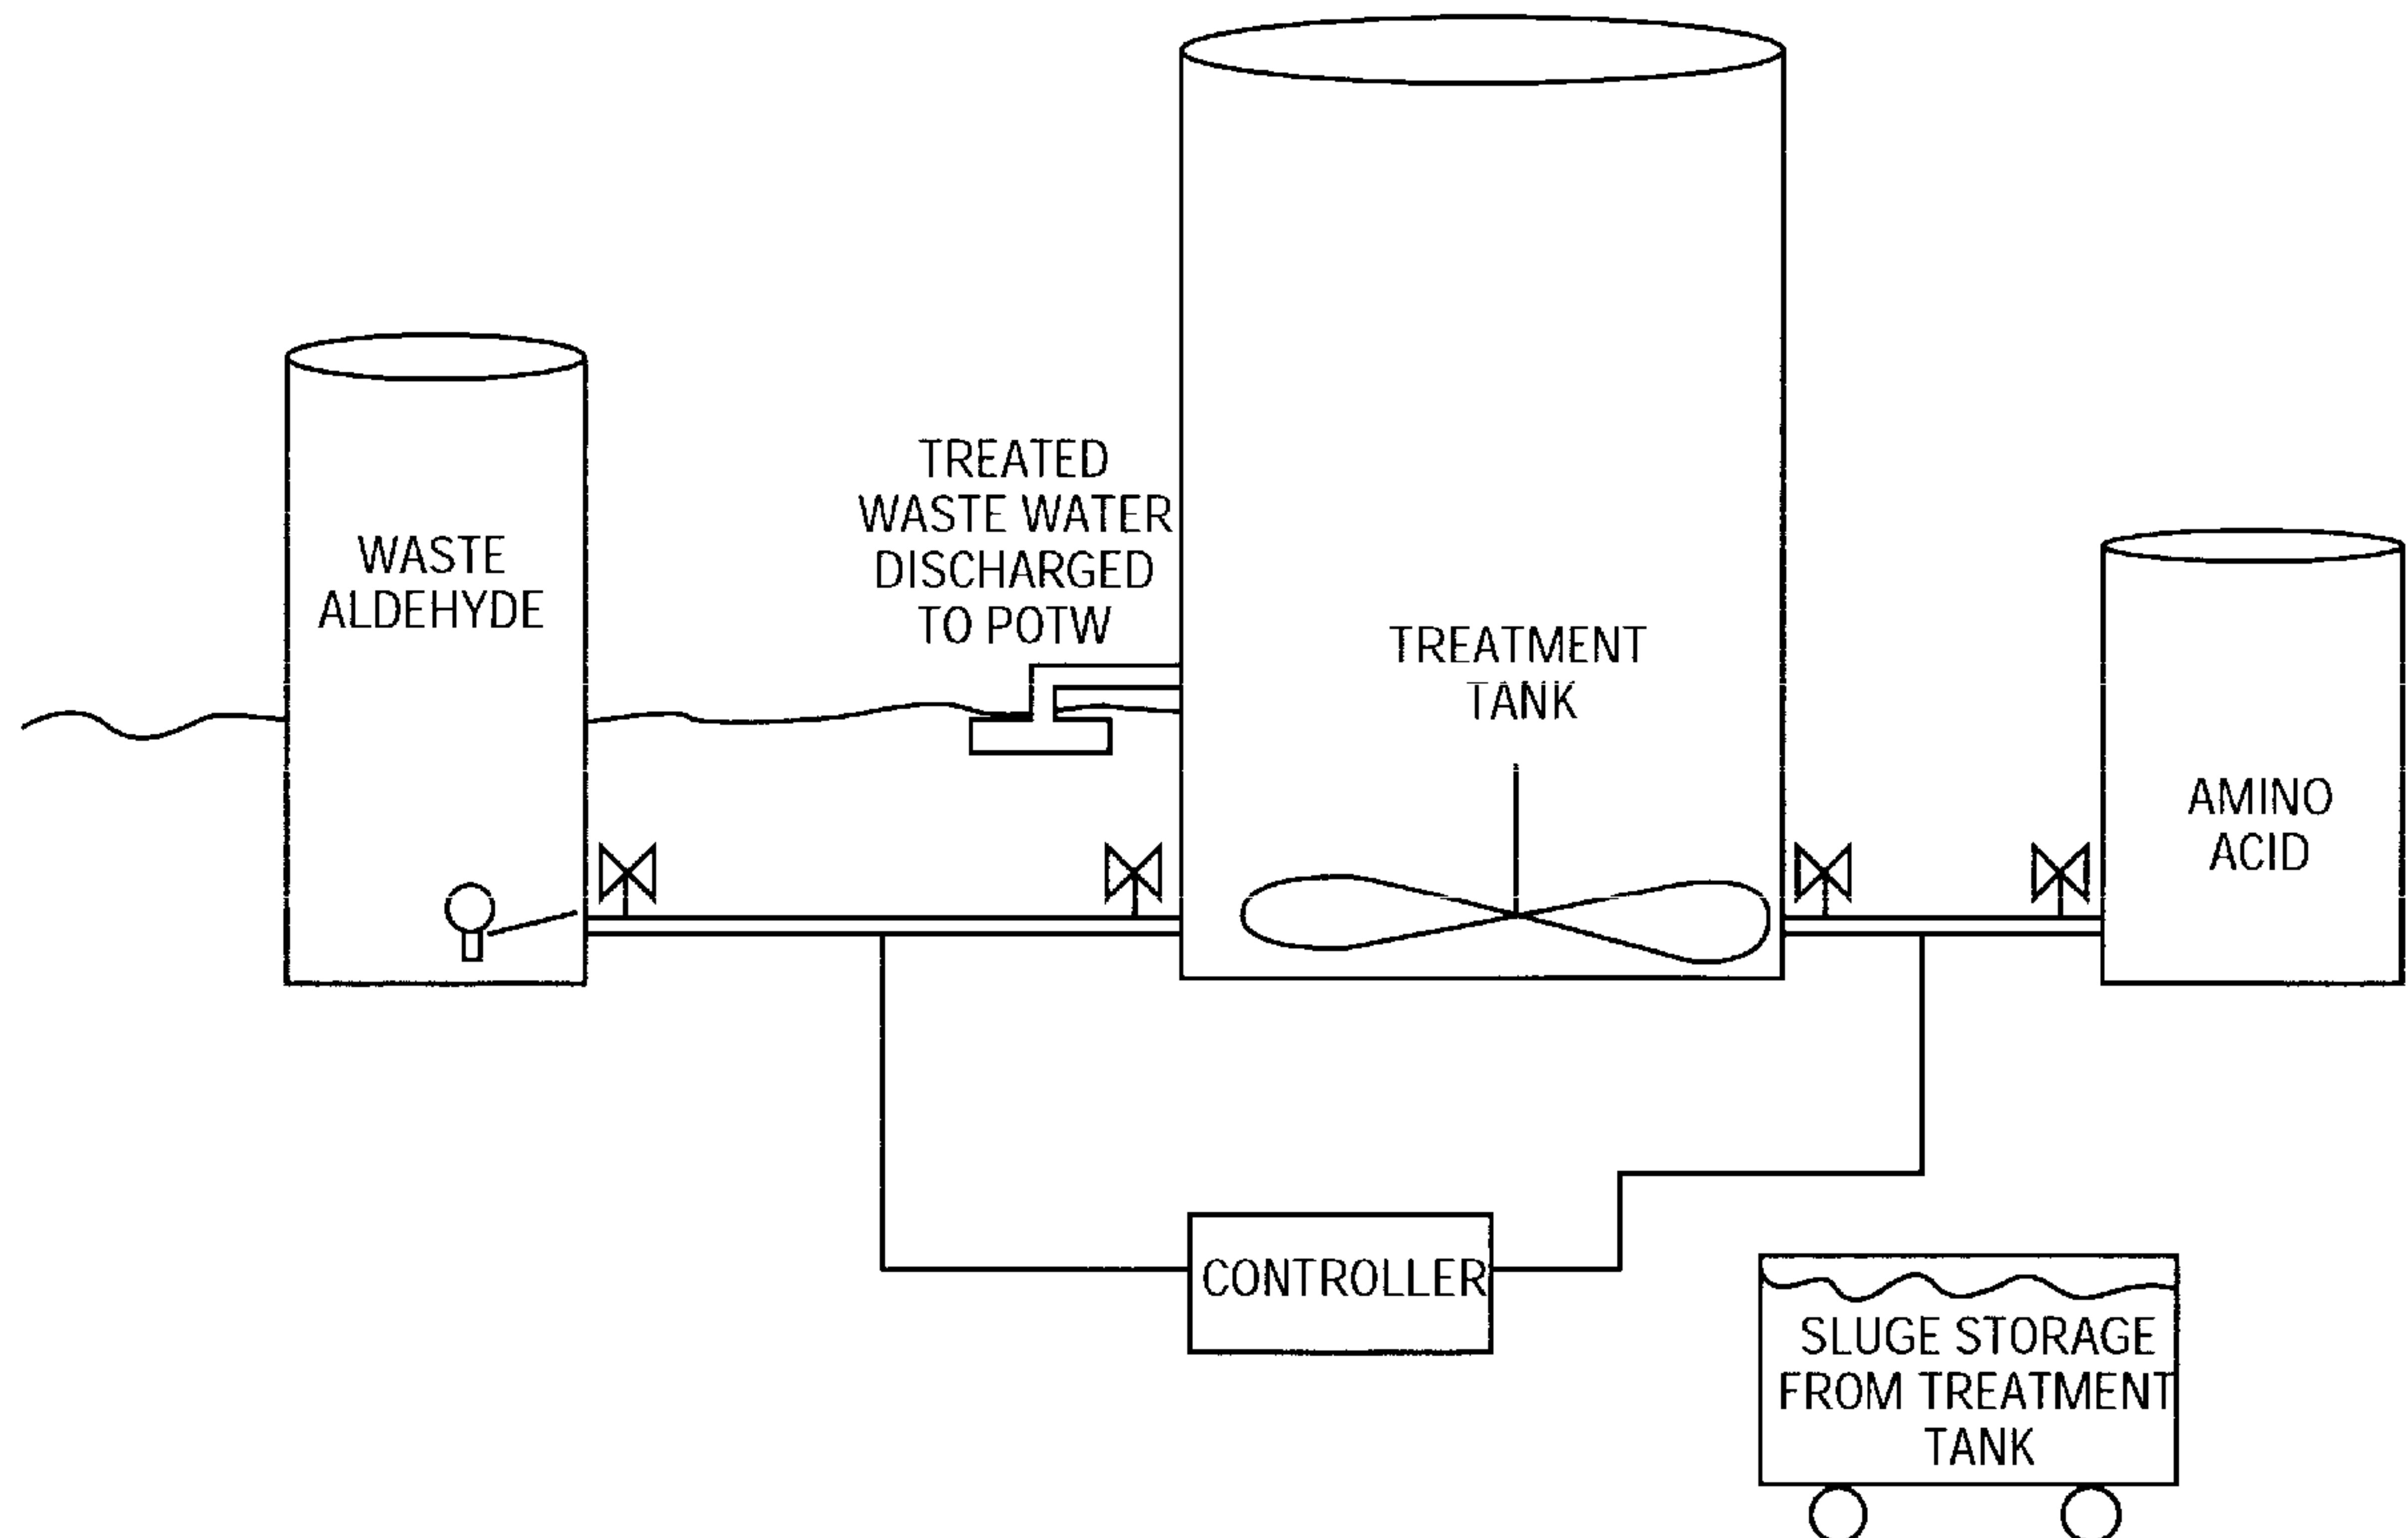 TREATED
WASTE WATER
DISCHARGED
TO POTW
WASTE
ALDEHYDE
TREATMENT
TANK
AMINO
ACID
CONTROLLER
SLUGE STORAGE
FROM TREATMENT
TANK